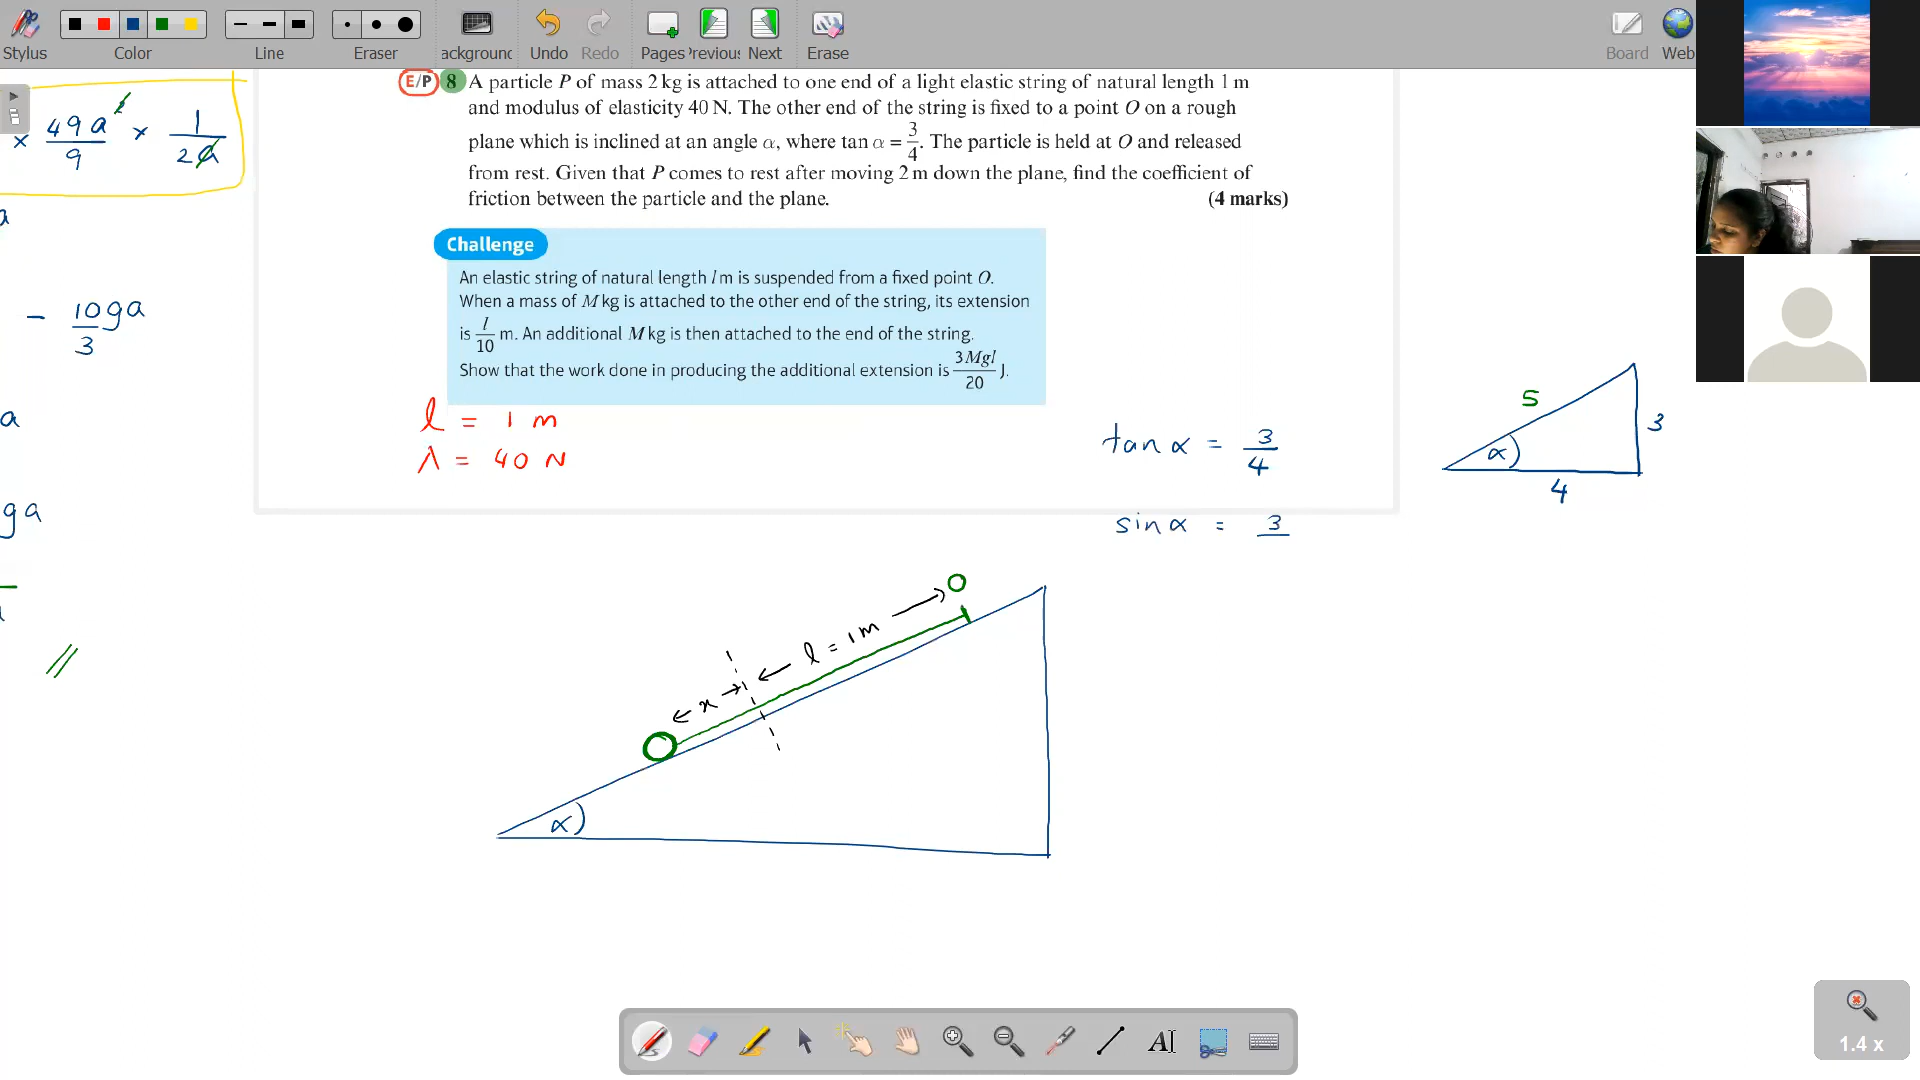 Stylus
Color
Line
Eraser
ackground
Undo
Redo
Pages
Previous
Next
Erase
Board
Web
E/P 8 A particle P of mass 2 kg is attached to one end of a light elastic string of natural length 1 m
and modulus of elasticity 40 N. The other end of the string is fixed to a point O on a rough
plane which is inclined at an angle α, where tan α = 3/4. The particle is held at O and released
from rest. Given that P comes to rest after moving 2 m down the plane, find the coefficient of
friction between the particle and the plane. (4 marks)
Challenge
An elastic string of natural length l m is suspended from a fixed point O.
When a mass of M kg is attached to the other end of the string, its extension
is l/10 m. An additional M kg is then attached to the end of the string.
Show that the work done in producing the additional extension is 3Mgl/20 J.
× 49a²/9 × 1/2a
a
- 10/3 ga
a
ga
l = 1 m
λ = 40 N
tan α = 3/4
sin α = 3
5
3
α
4
O
l = 1m
x
α
1.4 x